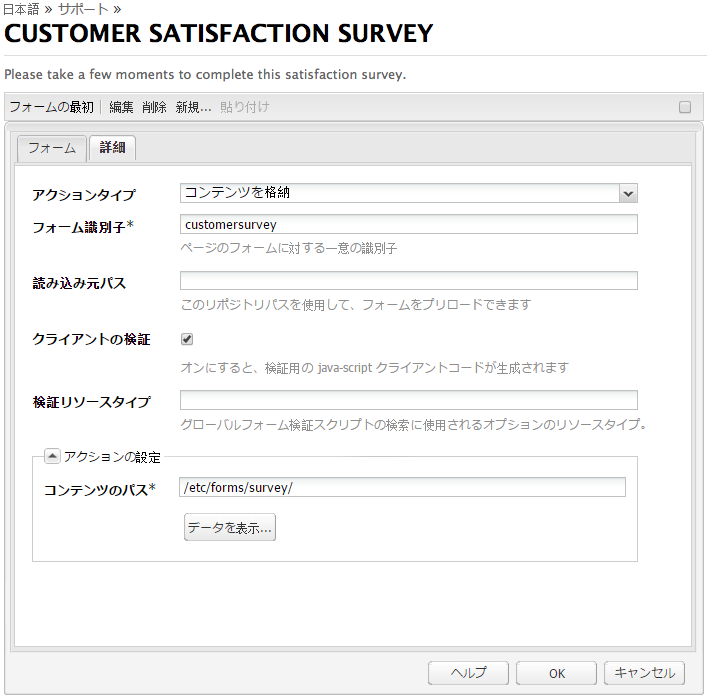 日本語 » サポート »
CUSTOMER SATISFACTION SURVEY
Please take a few moments to complete this satisfaction survey.
フォームの最初 編集 削除 新規... 貼り付け
フォーム 詳細
アクションタイプ コンテンツを格納
フォーム識別子* customersurvey
ページのフォームに対する一意の識別子
読み込み元パス
このリポジトリパスを使用して、フォームをプリロードできます
クライアントの検証
オンにすると、検証用の java-script クライアントコードが生成されます
検証リソースタイプ
グローバルフォーム検証スクリプトの検索に使用されるオプションのリソースタイプ。
アクションの設定
コンテンツのパス* /etc/forms/survey/
データを表示...
ヘルプ OK キャンセル